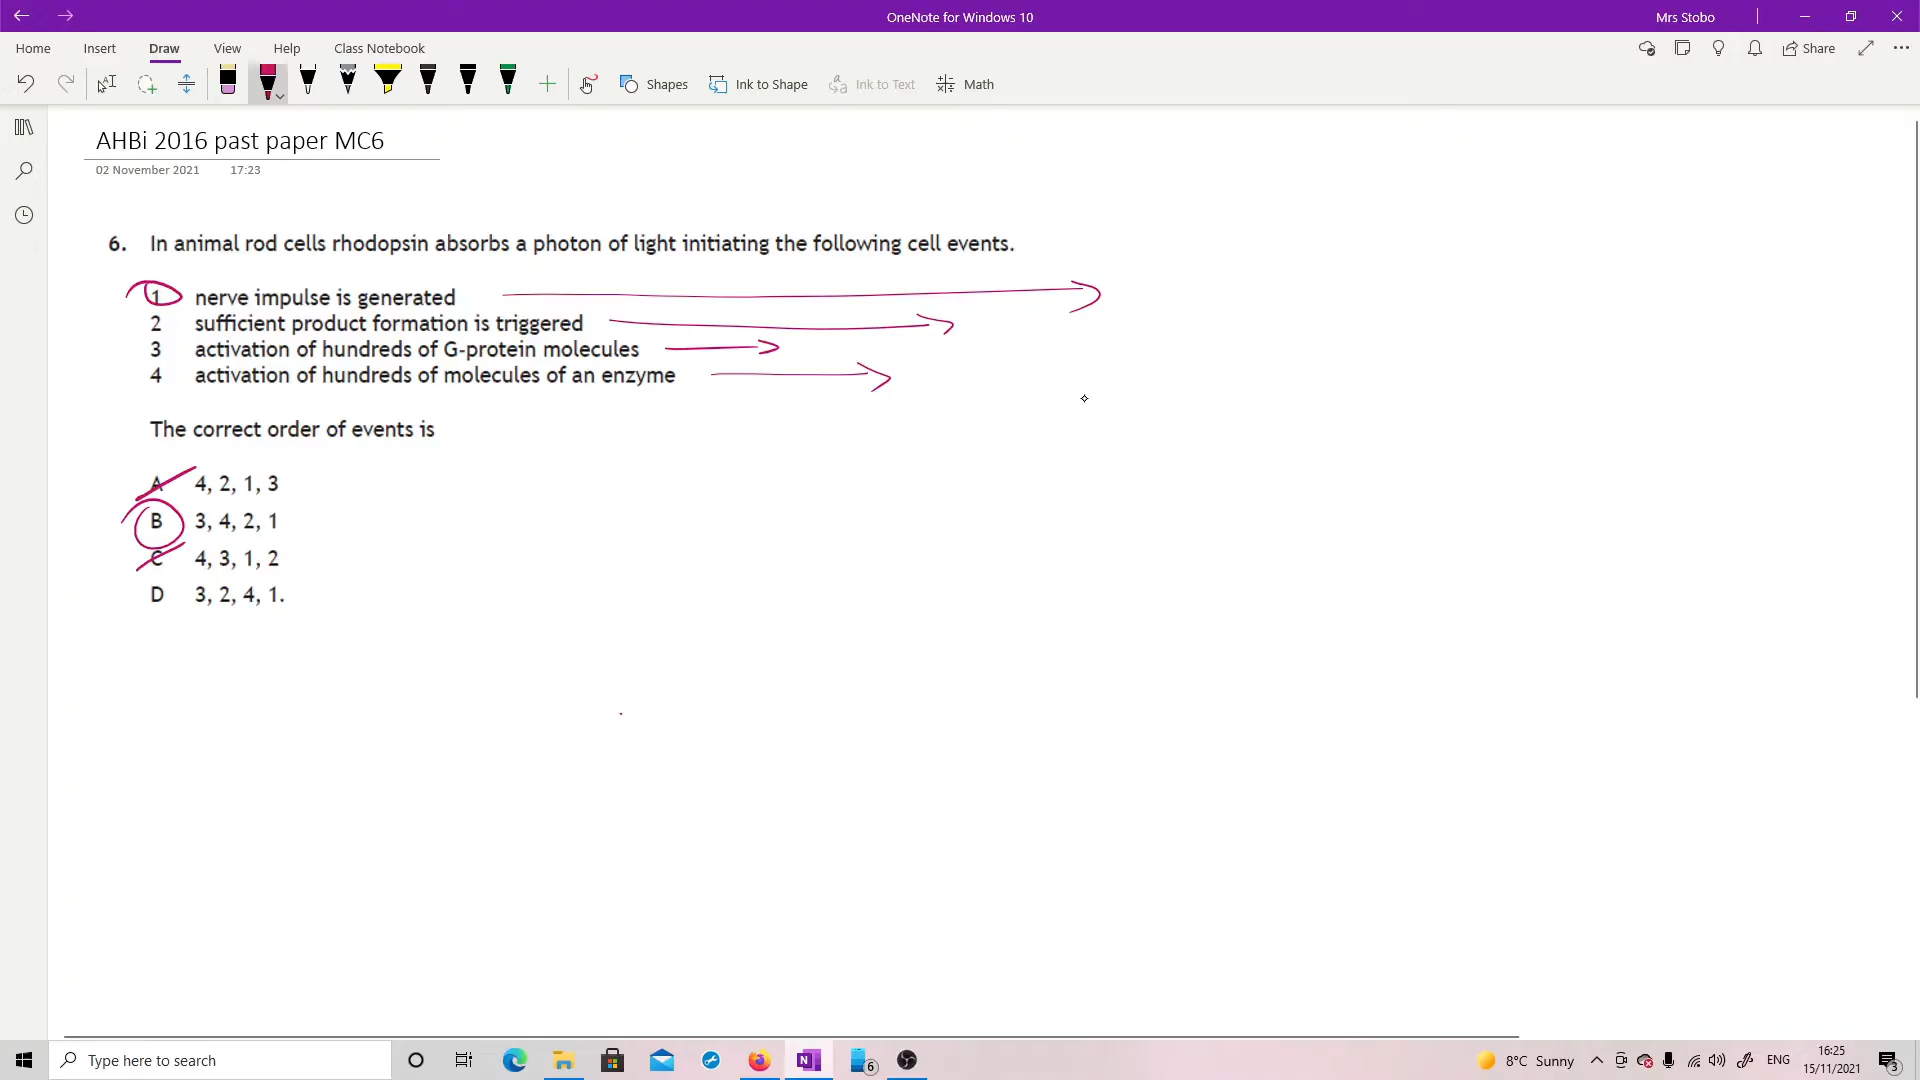 OneNote for Windows 10
Mrs Stobo
Home Insert Draw View Help Class Notebook
Share
Shapes Ink to Shape Ink to Text Math
AHBi 2016 past paper MC6
02 November 2021 17:23
6. In animal rod cells rhodopsin absorbs a photon of light initiating the following cell events.
1 nerve impulse is generated
2 sufficient product formation is triggered
3 activation of hundreds of G-protein molecules
4 activation of hundreds of molecules of an enzyme
The correct order of events is
A 4, 2, 1, 3
B 3, 4, 2, 1
C 4, 3, 1, 2
D 3, 2, 4, 1.
Type here to search
6
8°C Sunny
ENG
16:25
15/11/2021
3